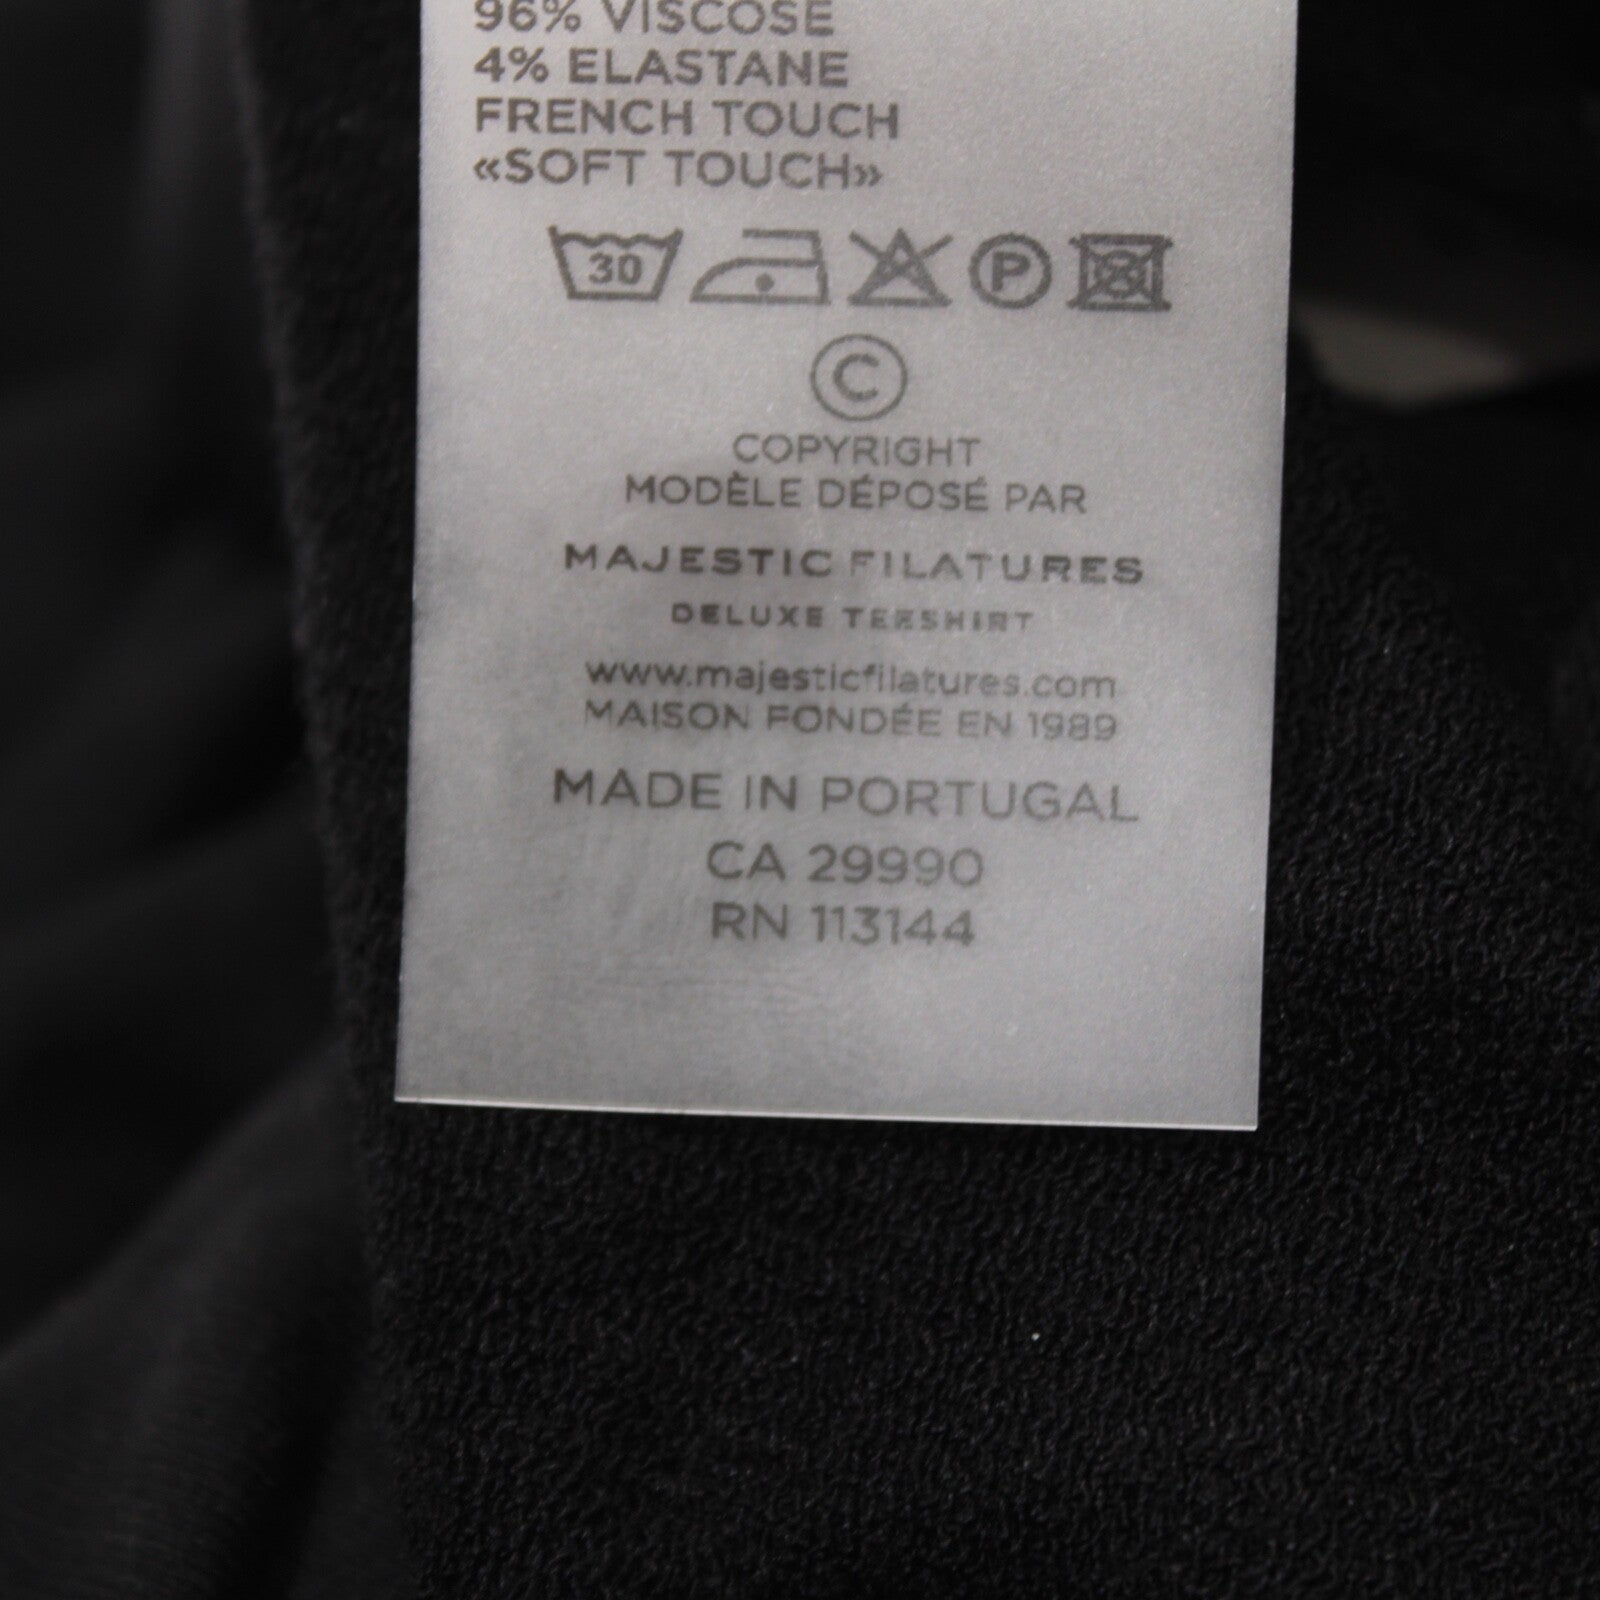 96% VISCOSE
4% ELASTANE
FRENCH TOUCH
«SOFT TOUCH»
30 P
©
COPYRIGHT
MODÈLE DÉPOSÉ PAR
MAJESTIC FILATURES
DELUXE TEESHIRT
www.majesticfilatures.com
MAISON FONDÉE EN 1989
MADE IN PORTUGAL
CA 29990
RN 113144